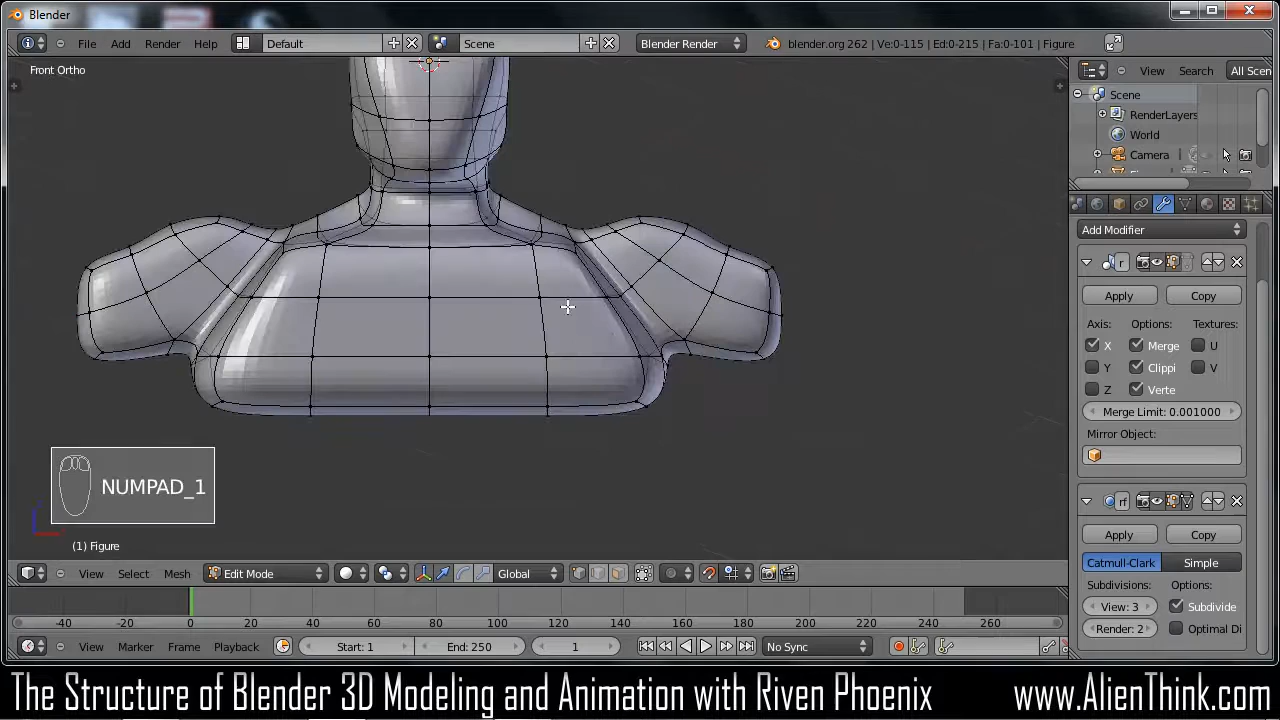 Blender
File Add Render Help Default Scene Blender Render blender.org 262 | Ve:0-115 | Ed:0-215 | Fa:0-101 | Figure
Front Ortho
View Search All Scen
Scene
RenderLayers
World
Camera
Add Modifier
r
Apply Copy
Axis: Options: Textures:
X Merge U
Y Clippi V
Z Verte
Merge Limit: 0.001000
Mirror Object:
rf
Apply Copy
Catmull-Clark Simple
Subdivisions: Options:
View: 3 Subdivide
Render: 2 Optimal Di
NUMPAD_1
(1) Figure
View Select Mesh Edit Mode Global
-40 -20 0 20 40 60 80 100 120 140 160 180 200 220 240 260
View Marker Frame Playback Start: 1 End: 250 1 No Sync
The Structure of Blender 3D Modeling and Animation with Riven Phoenix www.AlienThink.com